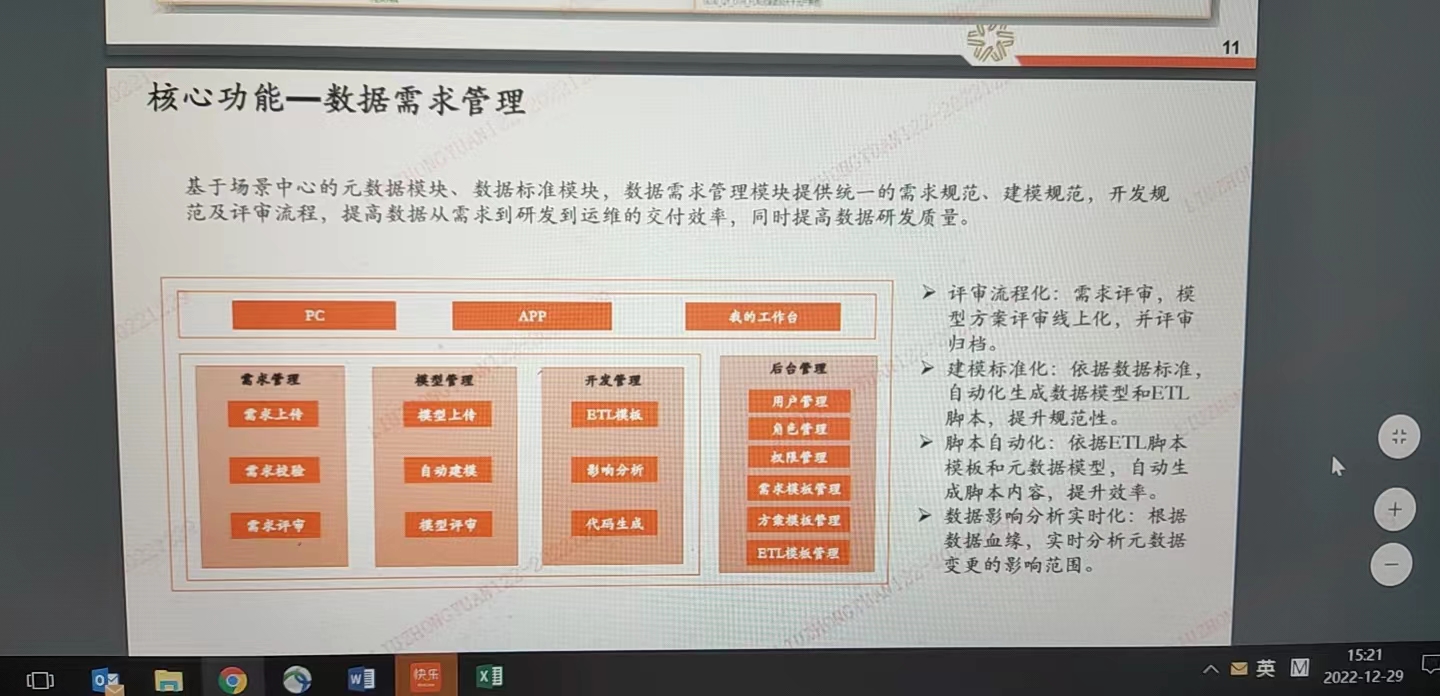 11
核心功能—数据需求管理
基于场景中心的元数据模块、数据标准模块，数据需求管理模块提供统一的需求规范、建模规范，开发规
范及评审流程，提高数据从需求到研发到运维的交付效率，同时提高数据研发质量。
PC
APP
我的工作台
需求管理
需求上传
需求校验
需求评审
模型管理
模型上传
自动建模
模型评审
开发管理
ETL模板
影响分析
代码生成
后台管理
用户管理
角色管理
权限管理
需求模板管理
方案模板管理
ETL模板管理
➢ 评审流程化：需求评审，模
型方案评审线上化，并评审
归档。
➢ 建模标准化：依据数据标准，
自动化生成数据模型和ETL
脚本，提升规范性。
➢ 脚本自动化：依据ETL脚本
模板和元数据模型，自动生
成脚本内容，提升效率。
➢ 数据影响分析实时化：根据
数据血缘，实时分析元数据
变更的影响范围。
快乐
英
M
15:21
2022-12-29